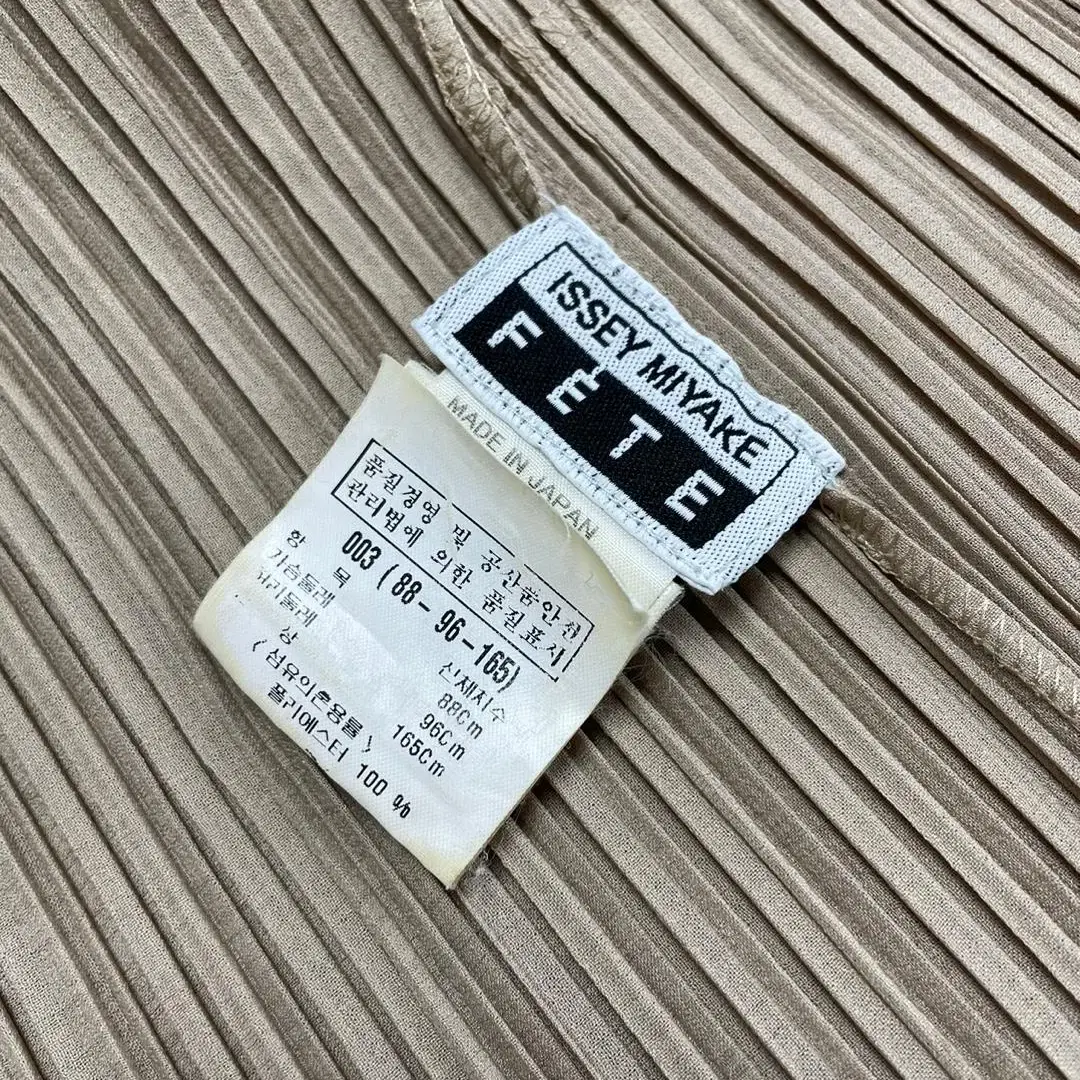 ISSEY MIYAKE
FÉTE
MADE IN JAPAN
품질경영 및 공산품안전
관리법에 의한 품질표시
003 (88-96-165)
항 목 신체치수
가슴둘레 88Cm
허리둘레 96Cm
상 165Cm
(섬유의혼용률)
폴리에스터 100 %